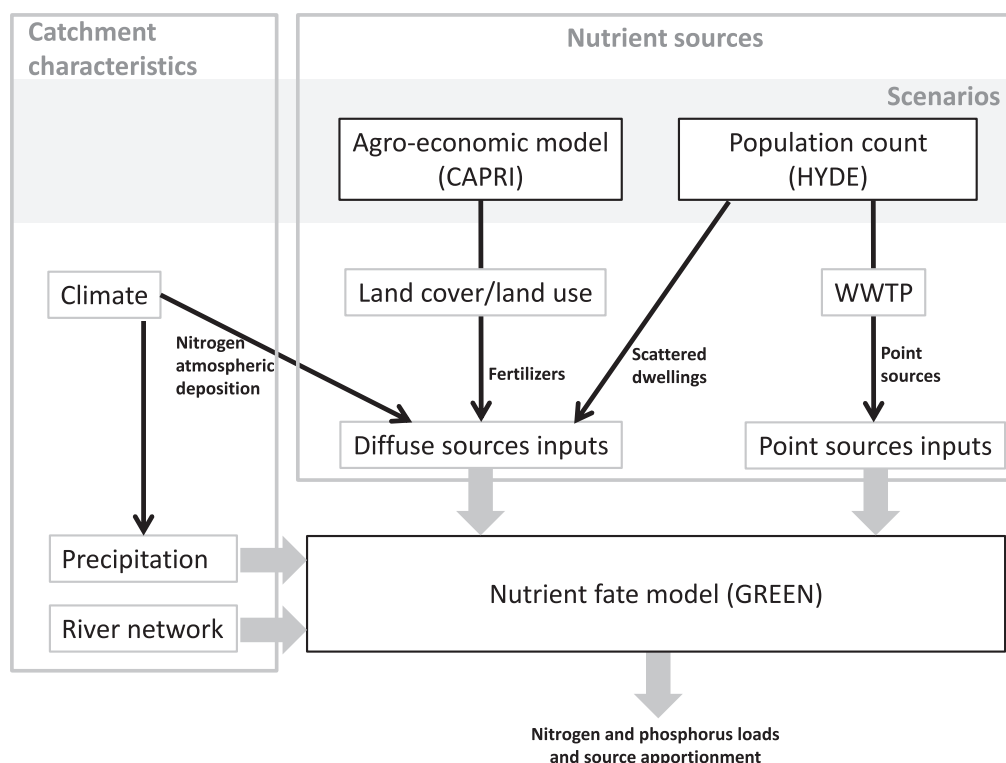 Catchment
characteristics
Nutrient sources
Scenarios
Agro-economic model
(CAPRI)
Population count
(HYDE)
Climate
Land cover/land use
WWTP
Nitrogen
atmospheric
deposition
Fertilizers
Scattered
dwellings
Point
sources
Diffuse sources inputs
Point sources inputs
Precipitation
River network
Nutrient fate model (GREEN)
Nitrogen and phosphorus loads
and source apportionment